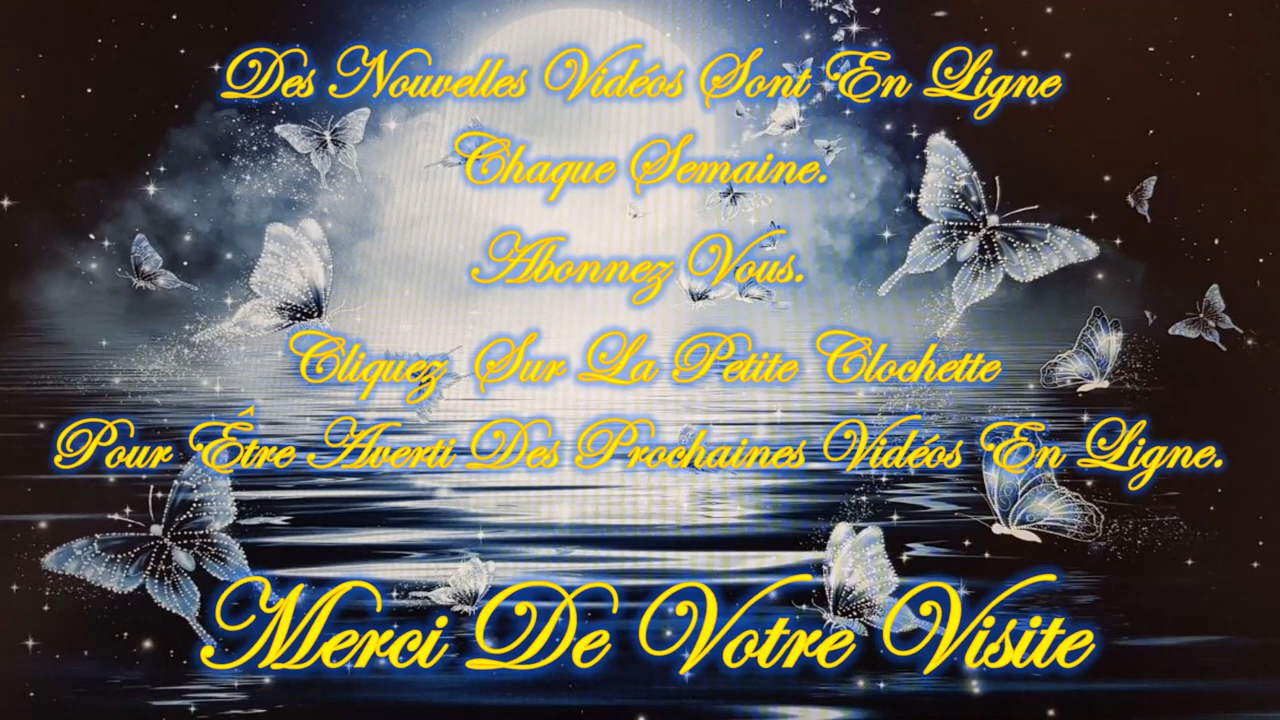 Des Nouvelles Vidéos Sont En Ligne
Chaque Semaine.
Abonnez Vous.
Cliquez Sur La Petite Clochette
Pour Être Averti Des Prochaines Vidéos En Ligne.
Merci De Votre Visite